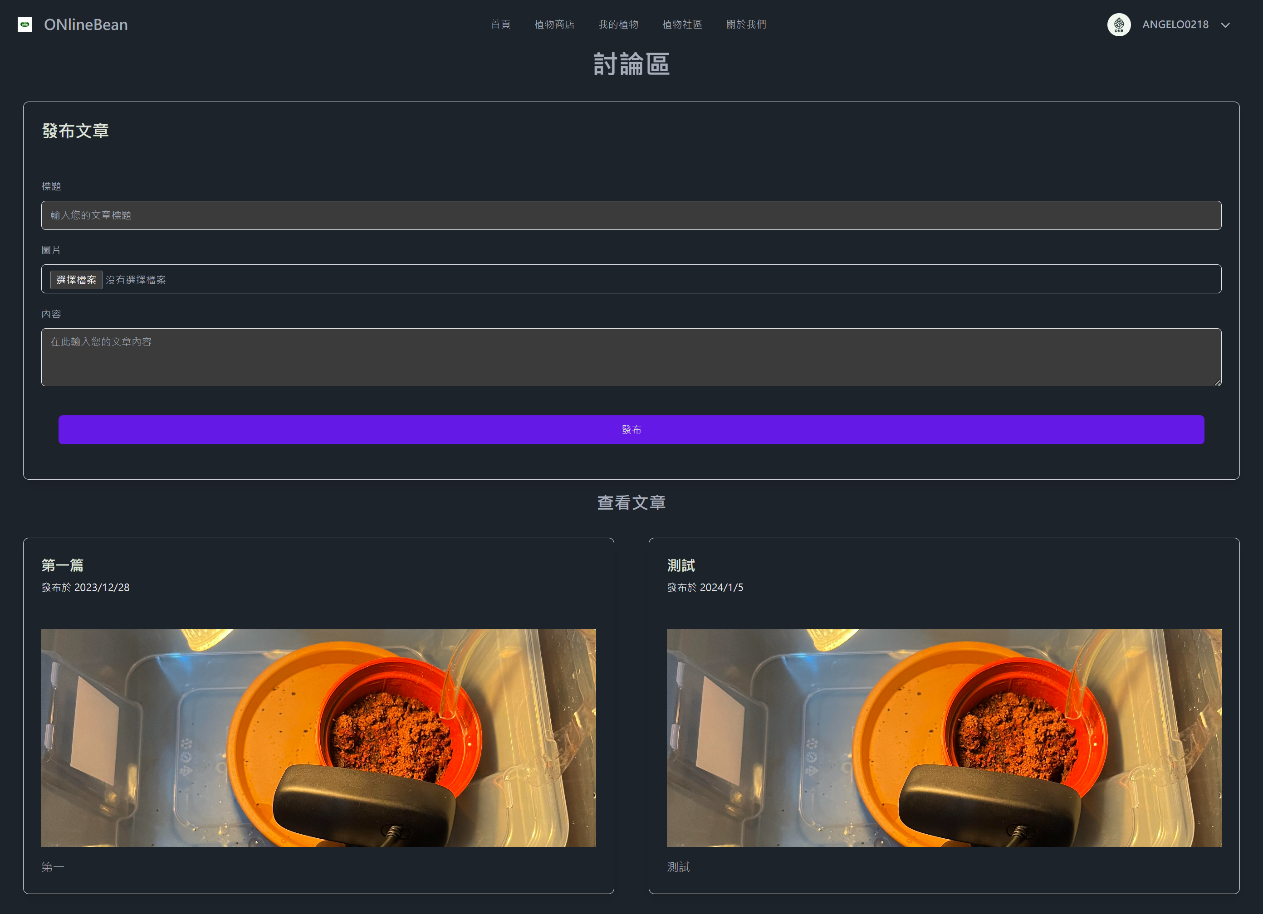 ONlineBean
首頁 植物商店 我的植物 植物社區 關於我們
ANGELO0218
討論區
發布文章
標題
輸入您的文章標題
圖片
選擇檔案 沒有選擇檔案
內容
在此輸入您的文章內容
發布
查看文章
第一篇
發布於 2023/12/28
第一
測試
發布於 2024/1/5
測試